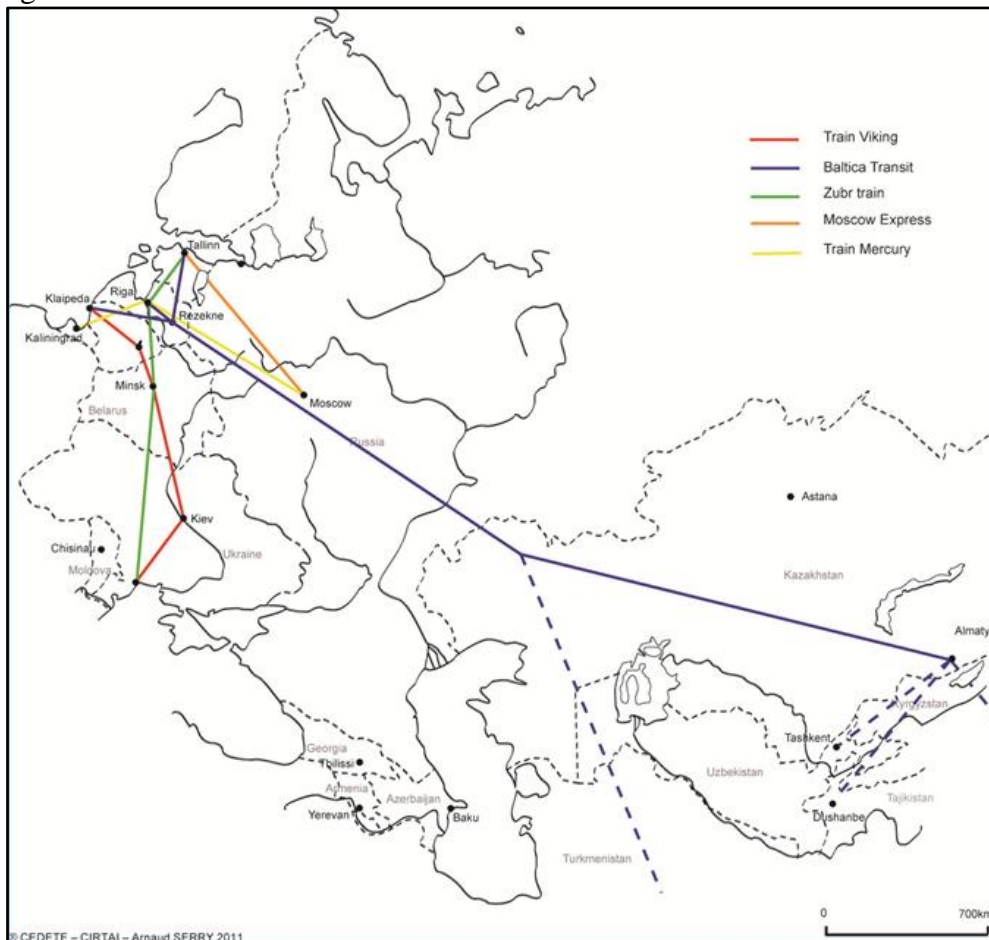 Train Viking
Baltica Transit
Zubr train
Moscow Express
Train Mercury
Tallinn
Riga
Klaipeda
Rezekne
Kaliningrad
Minsk
Moscow
Belarus
Russia
Astana
Kiev
Chisinau
Ukraine
Moldova
Kazakhstan
Almaty
Kyrgyzstan
Tashkent
Georgia
Tbilissi
Uzbekistan
Armenia
Azerbaijan
Tajikistan
Yerevan
Baku
Dushanbe
Turkmenistan
0 700km
© CEDETE – CIRTAI – Arnaud SERRY 2011